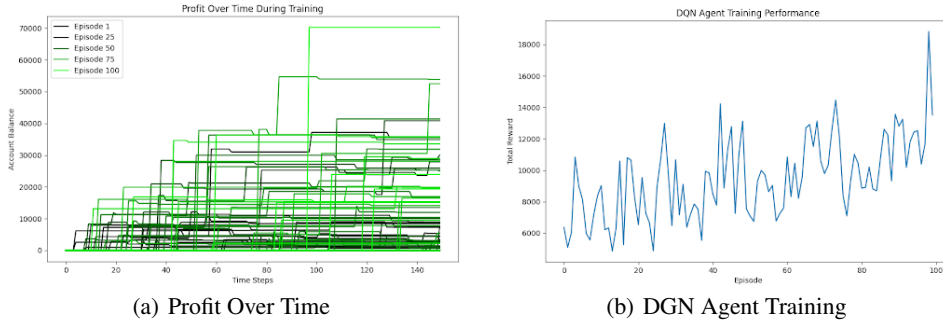 Profit Over Time During Training
Episode 1
Episode 25
Episode 50
Episode 75
Episode 100
70000
60000
50000
40000
30000
20000
10000
0
Account Balance
0 20 40 60 80 100 120 140
Time Steps
(a) Profit Over Time
DQN Agent Training Performance
18000
16000
14000
12000
10000
8000
6000
Total Reward
0 20 40 60 80 100
Episode
(b) DGN Agent Training